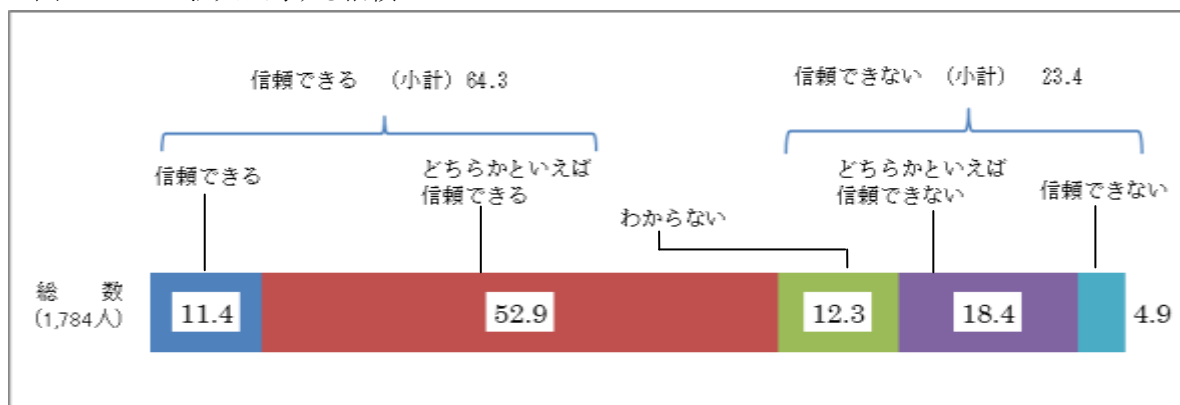 信頼できる (小計) 64.3
信頼できない (小計) 23.4
信頼できる
どちらかといえば
信頼できる
わからない
どちらかといえば
信頼できない
信頼できない
総 数
(1,784人)
11.4
52.9
12.3
18.4
4.9